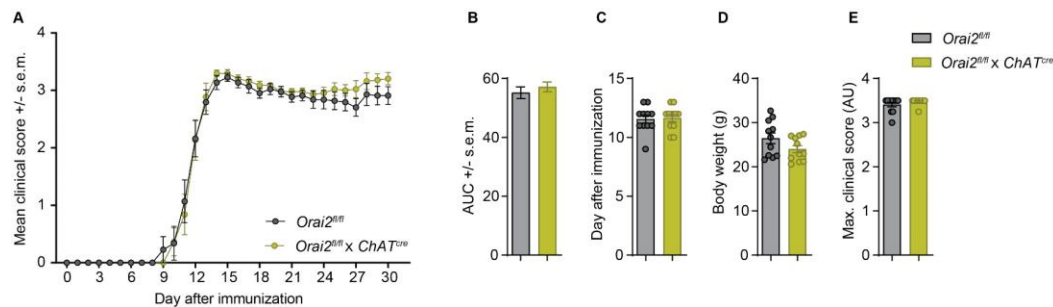 A
Mean clinical score +/- s.e.m.
4
3
2
1
0
0 3 6 9 12 15 18 21 24 27 30
Day after immunization
Orai2fl/fl
Orai2fl/fl x ChATcre
B
AUC +/- s.e.m.
60
40
20
0
C
Day after immunization
15
10
5
0
D
Body weight (g)
40
30
20
10
0
E
Orai2fl/fl
Orai2fl/fl x ChATcre
Max. clinical score (AU)
4
3
2
1
0